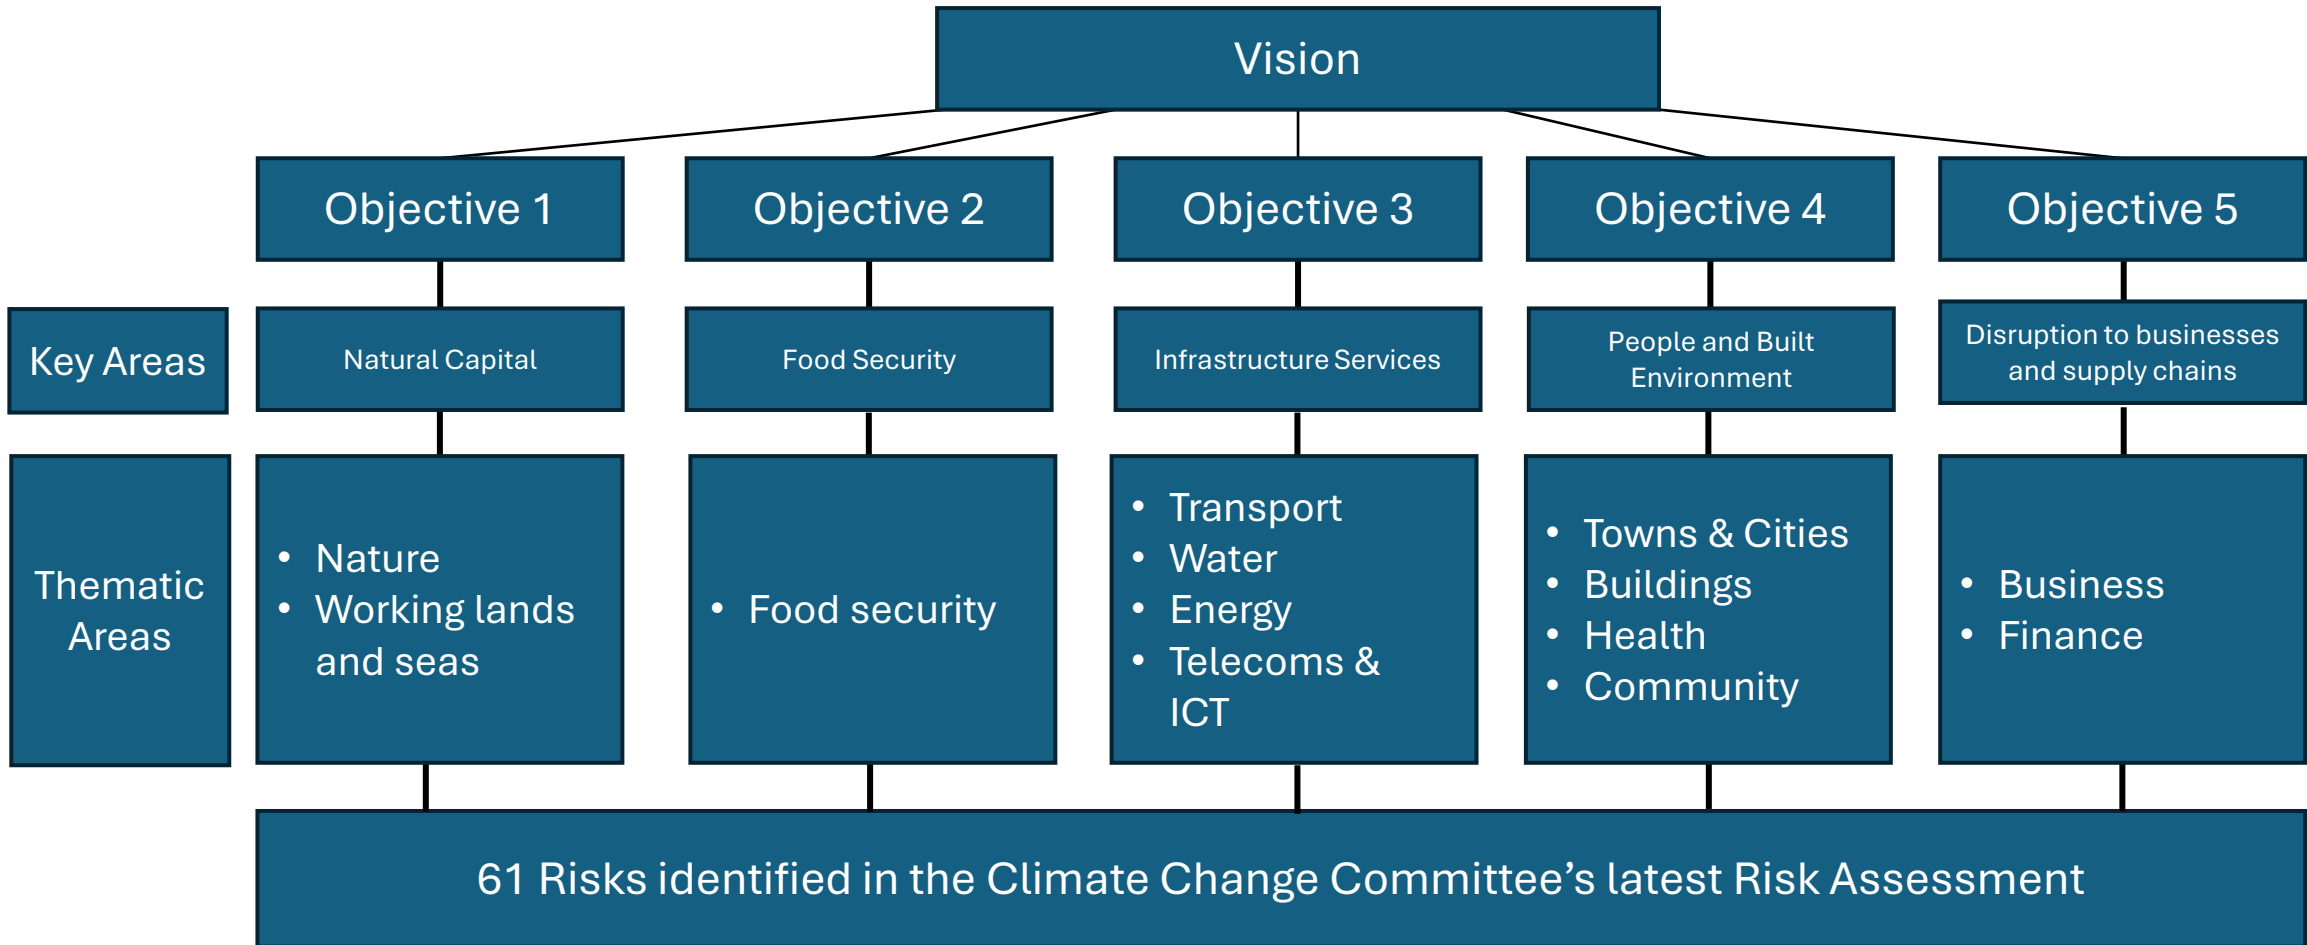 Vision
Objective 1
Objective 2
Objective 3
Objective 4
Objective 5
Key Areas
Natural Capital
Food Security
Infrastructure Services
People and Built
Environment
Disruption to businesses
and supply chains
Thematic
Areas
• Nature
• Working lands
and seas
• Food security
• Transport
• Water
• Energy
• Telecoms &
ICT
• Towns & Cities
• Buildings
• Health
• Community
• Business
• Finance
61 Risks identified in the Climate Change Committee’s latest Risk Assessment